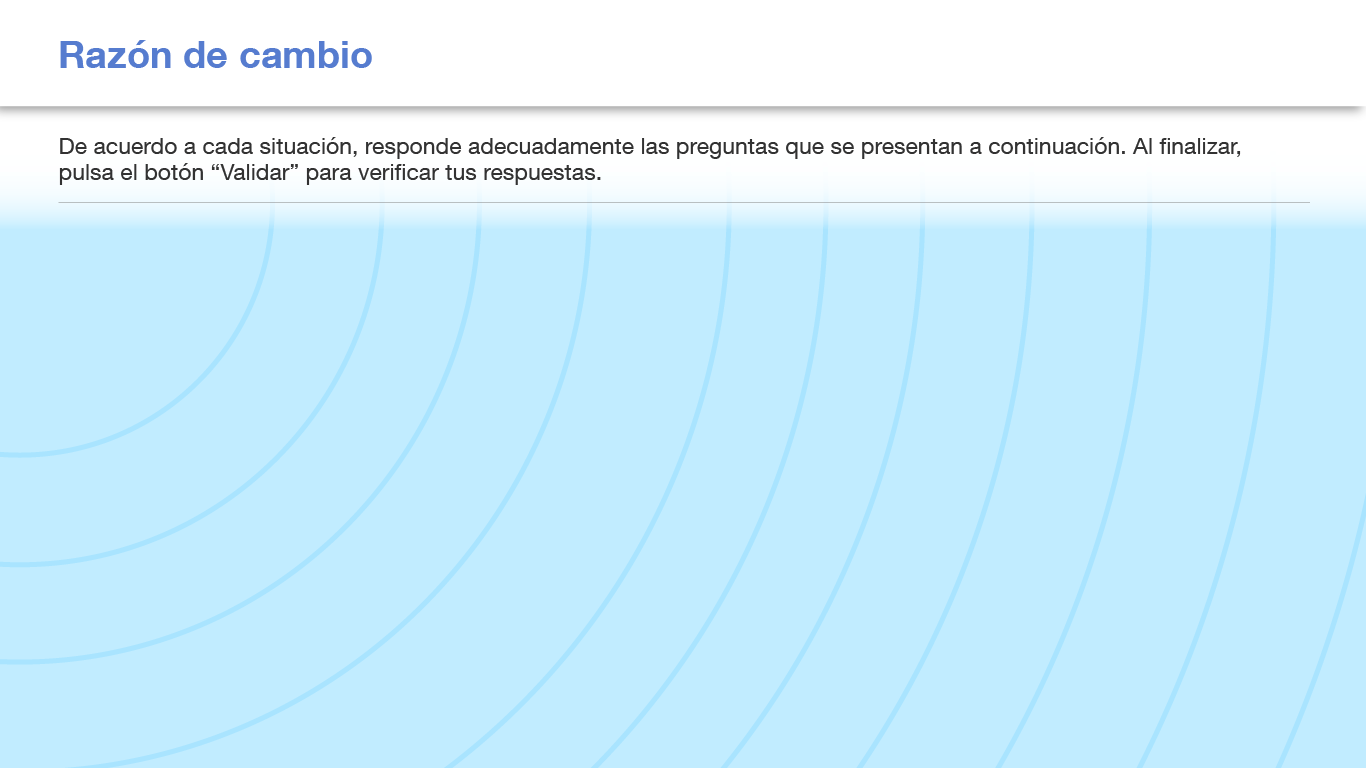 Razón de cambio
De acuerdo a cada situación, responde adecuadamente las preguntas que se presentan a continuación. Al finalizar,
pulsa el botón “Validar” para verificar tus respuestas.